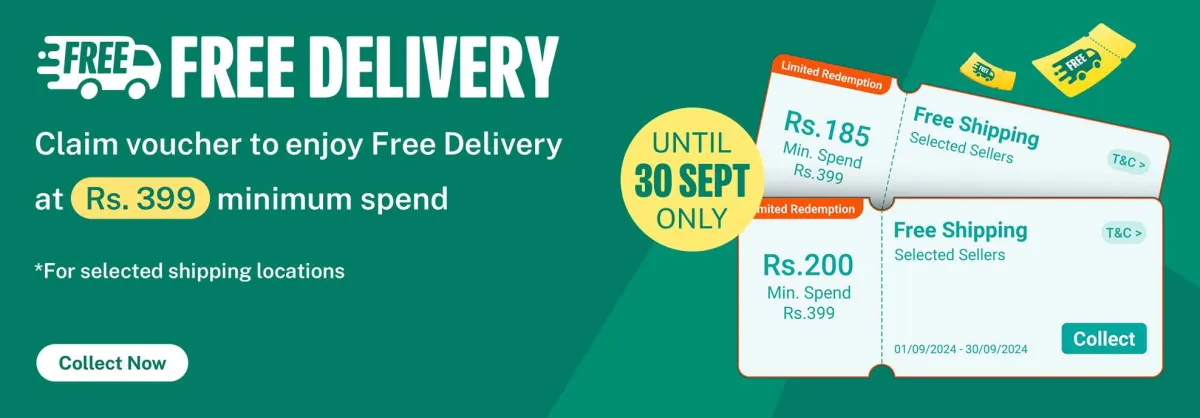 FREE
FREE DELIVERY
Claim voucher to enjoy Free Delivery
at Rs. 399 minimum spend
*For selected shipping locations
Collect Now
UNTIL
30 SEPT
ONLY
Limited Redemption
Rs.185
Min. Spend
Rs.399
Free Shipping
Selected Sellers
T&C >
mited Redemption
Rs.200
Min. Spend
Rs.399
Free Shipping
Selected Sellers
T&C >
01/09/2024 - 30/09/2024
Collect
FREE
FREE